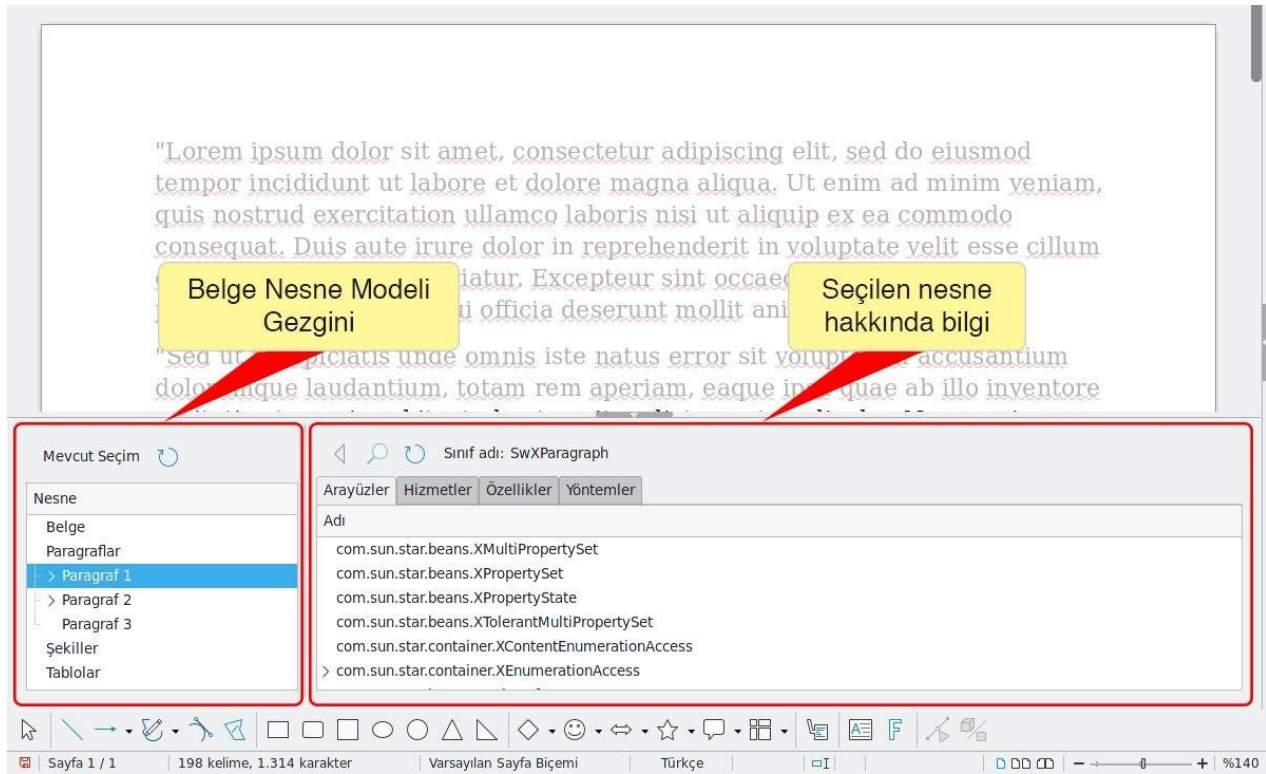 "Lorem ipsum dolor sit amet, consectetur adipiscing elit, sed do eiusmod
tempor incididunt ut labore et dolore magna aliqua. Ut enim ad minim veniam,
quis nostrud exercitation ullamco laboris nisi ut aliquip ex ea commodo
consequat. Duis aute irure dolor in reprehenderit in voluptate velit esse cillum
Excepteur sint
officia deserunt mollit
Belge Nesne Modeli
Gezgini
Seçilen nesne
hakkında bilgi
"Sed ut unde omnis iste natus error sit accusantium
laudantium, totam rem aperiam, eaque quae ab illo inventore
Mevcut Seçim
Nesne
Belge
Paragraflar
Paragraf 1
Paragraf 2
Paragraf 3
Şekiller
Tablolar
Sınıf adı: SwXParagraph
Arayüzler Hizmetler Özellikler Yöntemler
Adı
com.sun.star.beans.XMultiPropertySet
com.sun.star.beans.XPropertySet
com.sun.star.beans.XPropertyState
com.sun.star.beans.XTolerantMultiPropertySet
com.sun.star.container.XContentEnumerationAccess
com.sun.star.container.XEnumerationAccess
Sayfa 1 / 1 198 kelime, 1.314 karakter Varsayılan Sayfa Biçemi Türkçe %140